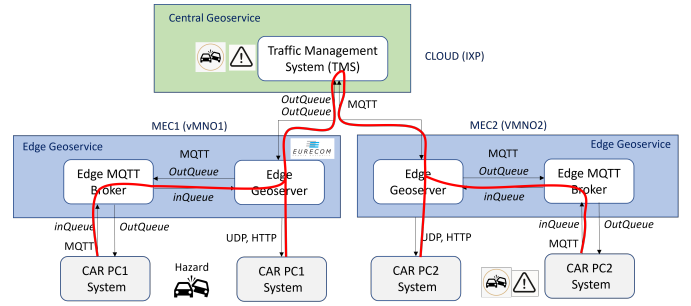 Central Geoservice
Traffic Management
System (TMS)
CLOUD (IXP)
OutQueue
OutQueue
MQTT
MEC1 (vMNO1)
MEC2 (VMNO2)
Edge Geoservice
EURECOM
Edge Geoservice
MQTT
OutQueue
inQueue
Edge MQTT
Broker
Edge
Geoserver
Edge
Geoserver
MQTT
OutQueue
inQueue
Edge MQTT
Broker
inQueue
OutQueue
MQTT
UDP, HTTP
UDP, HTTP
inQueue
OutQueue
MQTT
CAR PC1
System
Hazard
CAR PC1
System
CAR PC2
System
CAR PC2
System